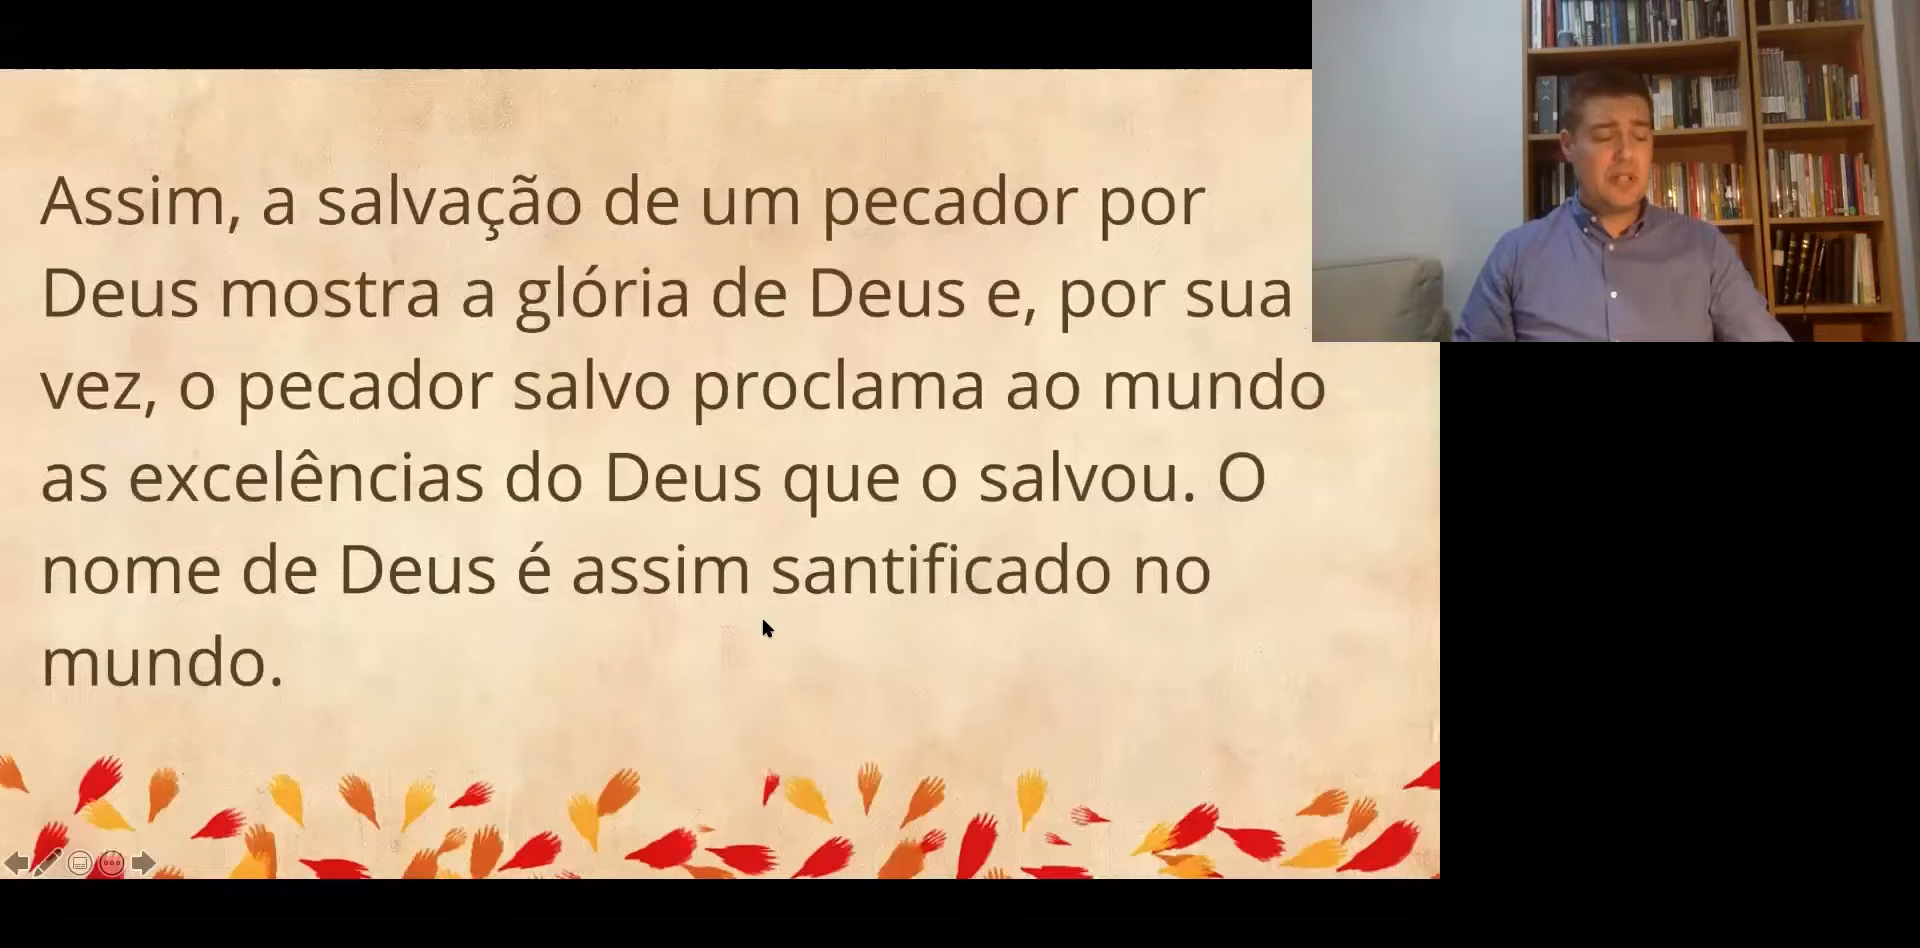 Assim, a salvação de um pecador por
Deus mostra a glória de Deus e, por sua
vez, o pecador salvo proclama ao mundo
as excelências do Deus que o salvou. O
nome de Deus é assim santificado no
mundo.